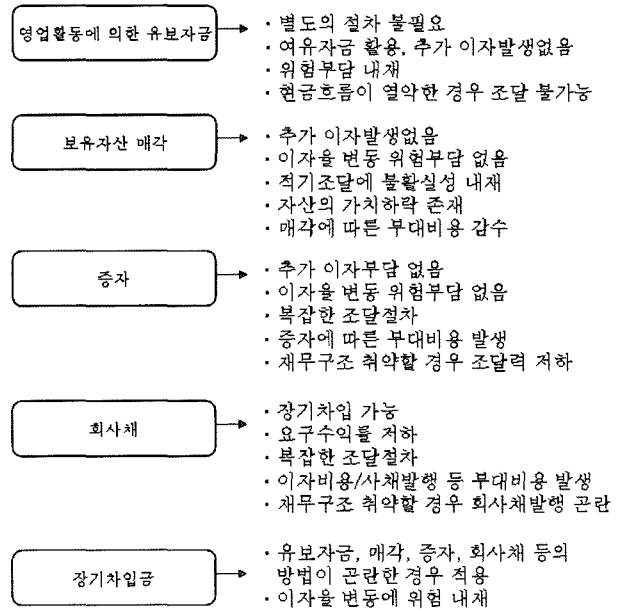 영업활동에 의한 유보자금
· 별도의 절차 불필요
· 여유자금 활용, 추가 이자발생없음
· 위험부담 내재
· 현금흐름이 열악한 경우 조달 불가능
보유자산 매각
· 추가 이자발생없음
· 이자율 변동 위험부담 없음
· 적기조달에 불활실성 내재
· 자산의 가치하락 존재
· 매각에 따른 부대비용 감수
증자
· 추가 이자부담 없음
· 이자율 변동 위험부담 없음
· 복잡한 조달절차
· 증자에 따른 부대비용 발생
· 재무구조 취약할 경우 조달력 저하
회사채
· 장기차입 가능
· 요구수익률 저하
· 복잡한 조달절차
· 이자비용/사채발행 등 부대비용 발생
· 재무구조 취약할 경우 회사채발행 곤란
장기차입금
· 유보자금, 매각, 증자, 회사채 등의
방법이 곤란한 경우 적용
· 이자율 변동에 위험 내재